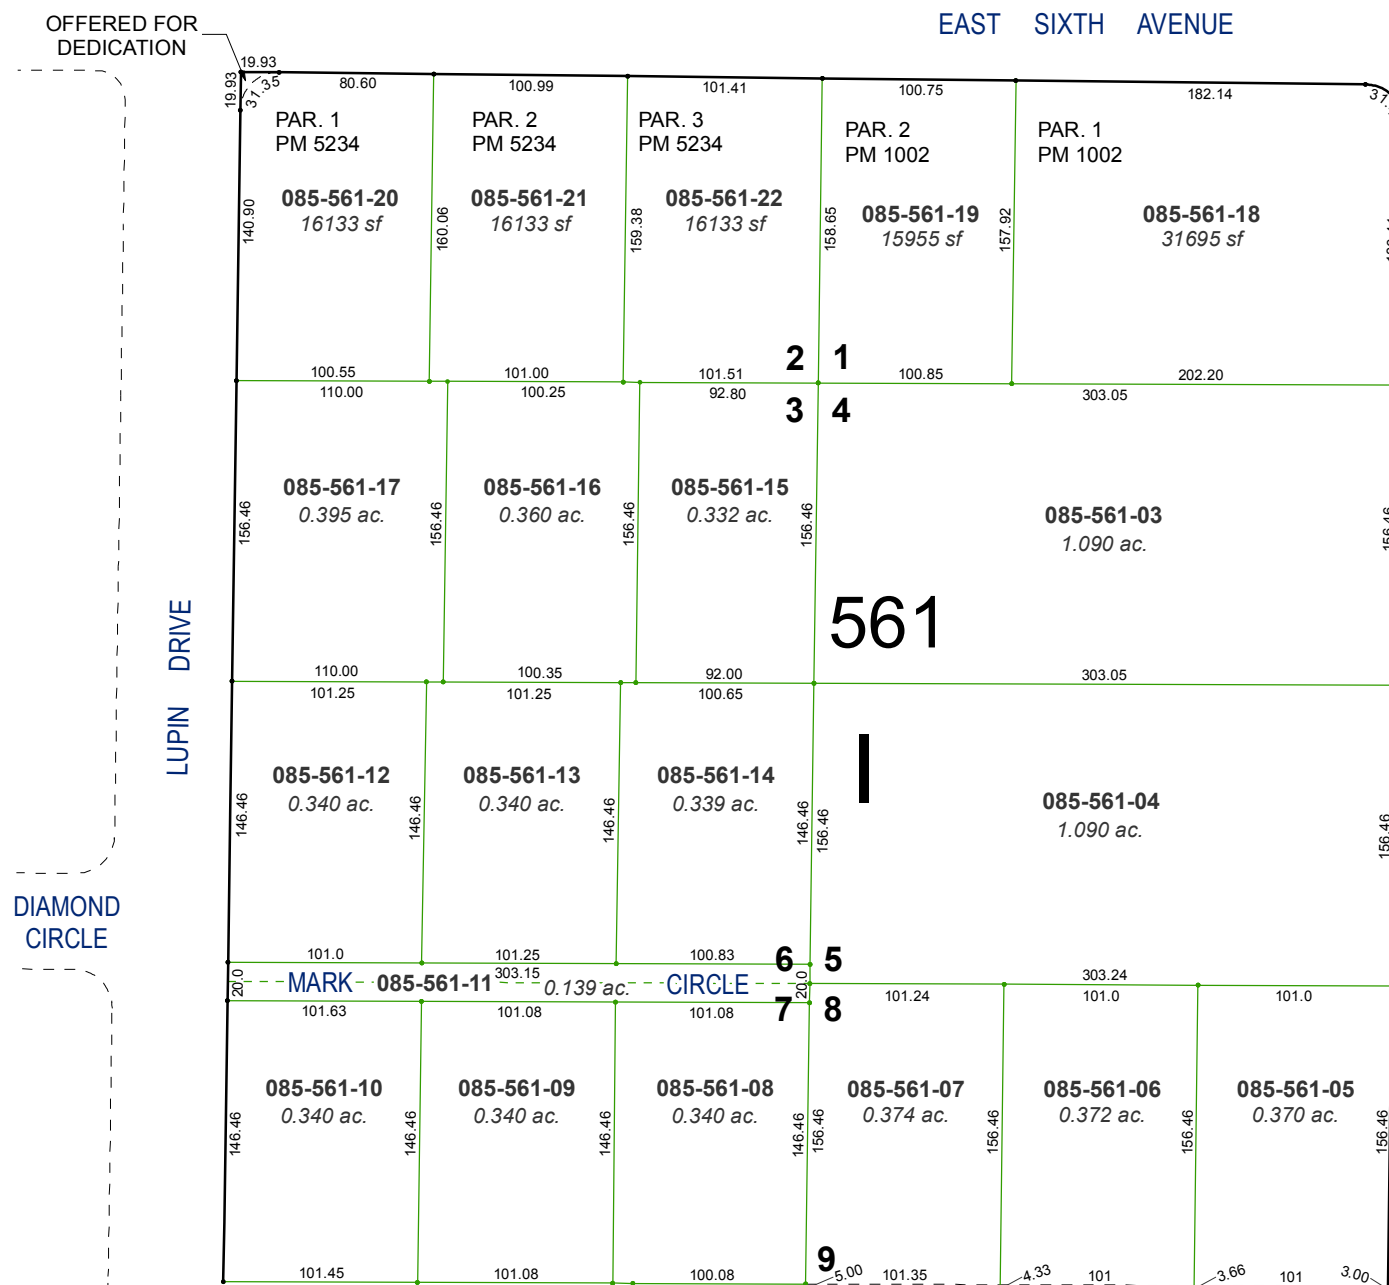 EAST SIXTH AVENUE
OFFERED FOR
DEDICATION
19.93
19.93
31.35
80.60
100.99
101.41
100.75
182.14
PAR. 1
PM 5234
PAR. 2
PM 5234
PAR. 3
PM 5234
PAR. 2
PM 1002
PAR. 1
PM 1002
085-561-20
16133 sf
085-561-21
16133 sf
085-561-22
16133 sf
085-561-19
15955 sf
085-561-18
31695 sf
140.90
160.06
159.38
158.65
157.92
2
1
100.55
101.00
101.51
100.85
202.20
110.00
100.25
92.80
303.05
3
4
085-561-17
0.395 ac.
085-561-16
0.360 ac.
085-561-15
0.332 ac.
085-561-03
1.090 ac.
156.46
156.46
156.46
156.46
156.46
561
LUPIN DRIVE
110.00
100.35
92.00
303.05
101.25
101.25
100.65
I
085-561-12
0.340 ac.
085-561-13
0.340 ac.
085-561-14
0.339 ac.
085-561-04
1.090 ac.
146.46
146.46
146.46
146.46
156.46
156.46
DIAMOND
CIRCLE
101.0
101.25
100.83
6
5
20.0
MARK
085-561-11
303.15
0.139 ac.
CIRCLE
20.0
303.24
101.63
101.08
101.08
7
8
101.24
101.0
101.0
085-561-10
0.340 ac.
085-561-09
0.340 ac.
085-561-08
0.340 ac.
085-561-07
0.374 ac.
085-561-06
0.372 ac.
085-561-05
0.370 ac.
146.46
146.46
146.46
146.46
156.46
156.46
156.46
156.46
9
101.45
101.08
100.08
5.00
101.35
4.33
101
3.66
101
3.00